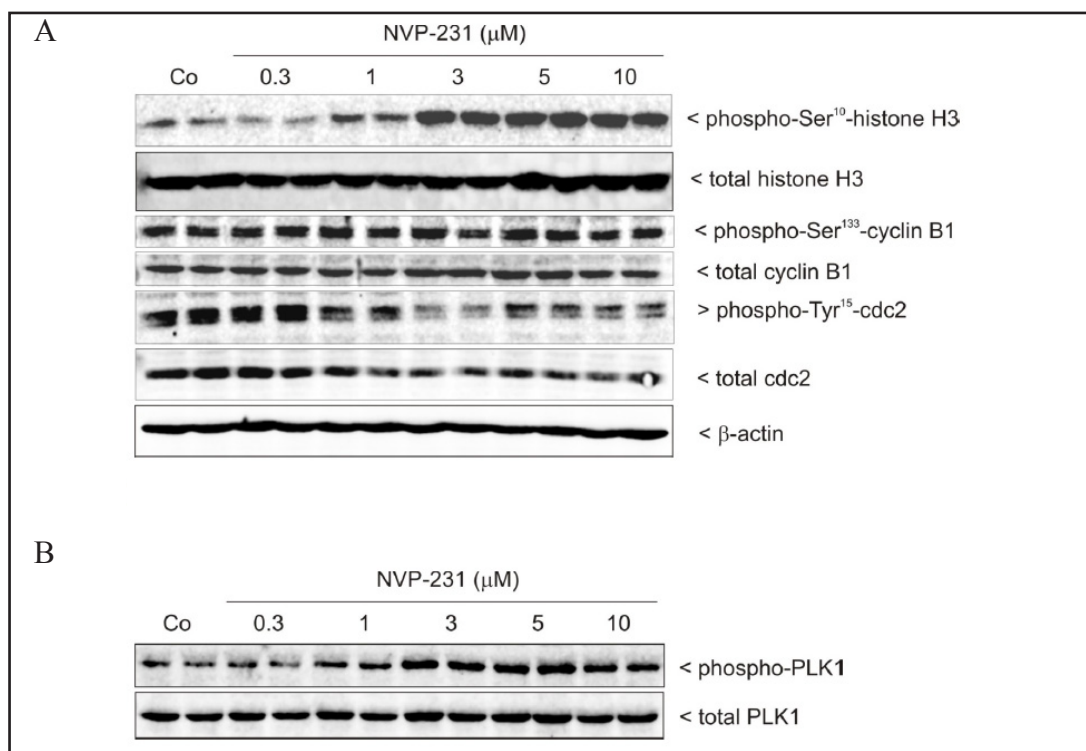 A
NVP-231 (μM)
Co 0.3 1 3 5 10
< phospho-Ser¹⁰-histone H3
< total histone H3
< phospho-Ser¹³³-cyclin B1
< total cyclin B1
> phospho-Tyr¹⁵-cdc2
< total cdc2
< β-actin
B
NVP-231 (μM)
Co 0.3 1 3 5 10
< phospho-PLK1
< total PLK1